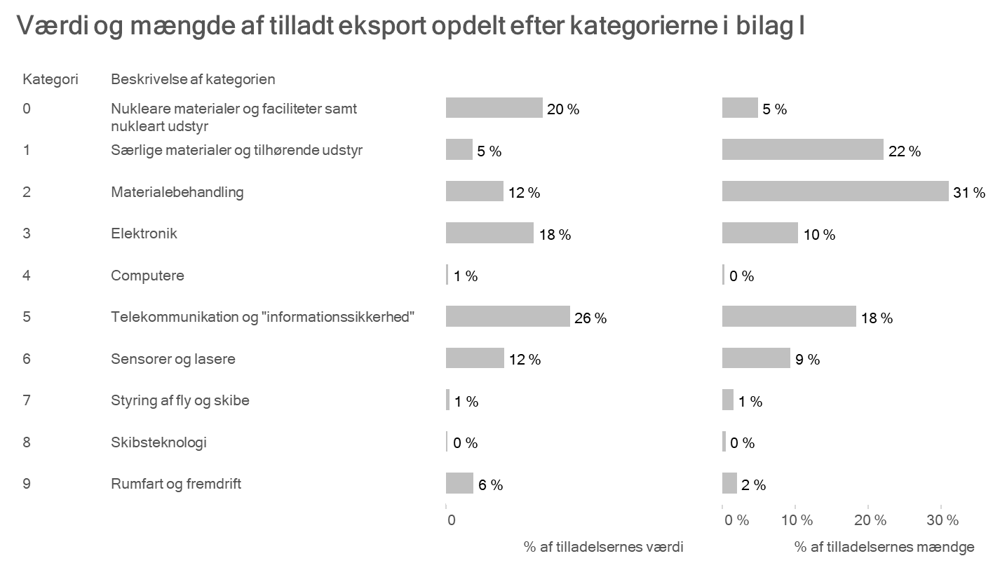 Værdi og mængde af tilladt eksport opdelt efter kategorierne i bilag I
Kategori Beskrivelse af kategorien
0 Nukleare materialer og faciliteter samt nukleart udstyr 20 % 5 %
1 Særlige materialer og tilhørende udstyr 5 % 22 %
2 Materialebehandling 12 % 31 %
3 Elektronik 18 % 10 %
4 Computere 1 % 0 %
5 Telekommunikation og "informationssikkerhed" 26 % 18 %
6 Sensorer og lasere 12 % 9 %
7 Styring af fly og skibe 1 % 1 %
8 Skibsteknologi 0 % 0 %
9 Rumfart og fremdrift 6 % 2 %
0 0 % 10 % 20 % 30 %
% af tilladelsernes værdi % af tilladelsernes mændge